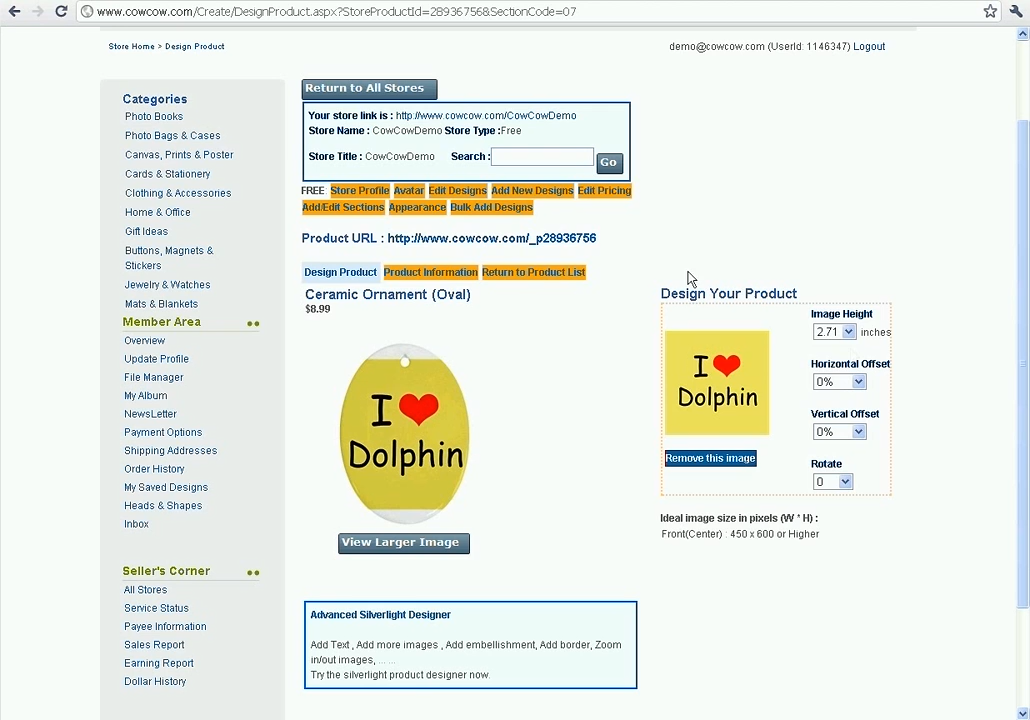 www.cowcow.com/Create/DesignProduct.aspx?StoreProductId=28936756&SectionCode=07
Store Home > Design Product
demo@cowcow.com (UserId: 1146347) Logout
Categories
Photo Books
Photo Bags & Cases
Canvas, Prints & Poster
Cards & Stationery
Clothing & Accessories
Home & Office
Gift Ideas
Buttons, Magnets &
Stickers
Jewelry & Watches
Mats & Blankets
Member Area
Overview
Update Profile
File Manager
My Album
NewsLetter
Payment Options
Shipping Addresses
Order History
My Saved Designs
Heads & Shapes
Inbox
Seller's Corner
All Stores
Service Status
Payee Information
Sales Report
Earning Report
Dollar History
Return to All Stores
Your store link is : http://www.cowcow.com/CowCowDemo
Store Name : CowCowDemo Store Type :Free
Store Title : CowCowDemo Search : Go
FREE Store Profile Avatar Edit Designs Add New Designs Edit Pricing
Add/Edit Sections Appearance Bulk Add Designs
Product URL : http://www.cowcow.com/_p28936756
Design Product Product Information Return to Product List
Ceramic Ornament (Oval)
$8.99
I
Dolphin
View Larger Image
Advanced Silverlight Designer
Add Text , Add more images , Add embellishment, Add border, Zoom
in/out images, ... ...
Try the silverlight product designer now.
Design Your Product
I
Dolphin
Remove this image
Image Height
2.71 inches
Horizontal Offset
0%
Vertical Offset
0%
Rotate
0
Ideal image size in pixels (W * H) :
Front(Center) : 450 x 600 or Higher